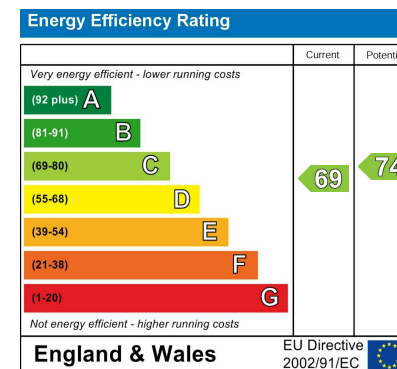 Energy Efficiency Rating
Current Potenti
Very energy efficient - lower running costs
(92 plus) A
(81-91) B
(69-80) C
69 74
(55-68) D
(39-54) E
(21-38) F
(1-20) G
Not energy efficient - higher running costs
England & Wales
EU Directive
2002/91/EC